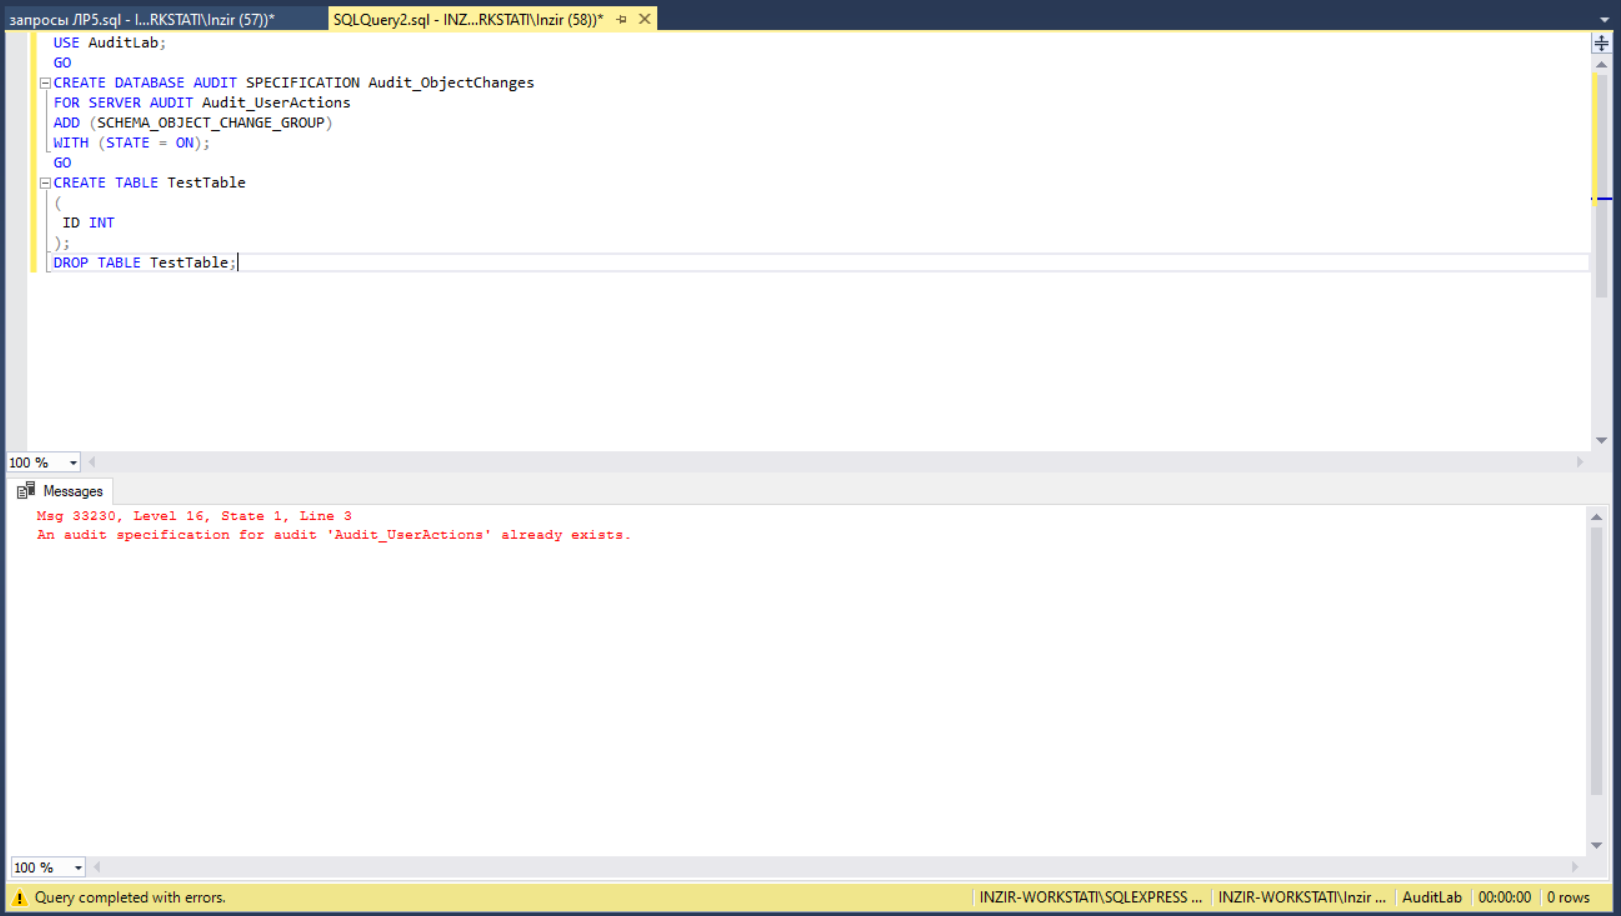 запросы ЛР5.sql - I...RKSTATI\Inzir (57))*
SQLQuery2.sql - INZ...RKSTATI\Inzir (58))*
USE AuditLab;
GO
CREATE DATABASE AUDIT SPECIFICATION Audit_ObjectChanges
FOR SERVER AUDIT Audit_UserActions
ADD (SCHEMA_OBJECT_CHANGE_GROUP)
WITH (STATE = ON);
GO
CREATE TABLE TestTable
(
ID INT
);
DROP TABLE TestTable;
100 %
Messages
Msg 33230, Level 16, State 1, Line 3
An audit specification for audit 'Audit_UserActions' already exists.
100 %
Query completed with errors.
INZIR-WORKSTATI\SQLEXPRESS ...
INZIR-WORKSTATI\Inzir ...
AuditLab
00:00:00
0 rows